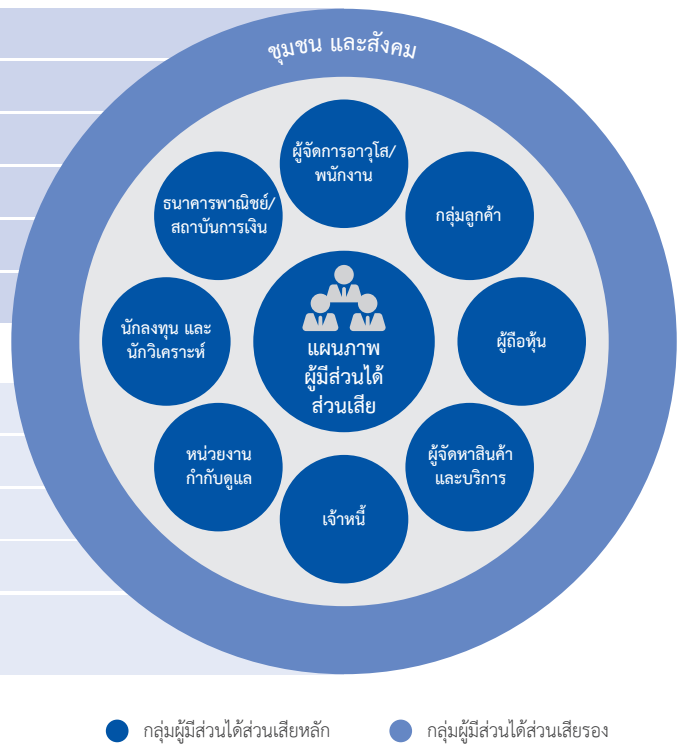 ชุมชน และสังคม
ผู้จัดการอาวุโส/
พนักงาน
ธนาคารพาณิชย์/
สถาบันการเงิน
กลุ่มลูกค้า
นักลงทุน และ
นักวิเคราะห์
แผนภาพ
ผู้มีส่วนได้
ส่วนเสีย
ผู้ถือหุ้น
หน่วยงาน
กำกับดูแล
ผู้จัดหาสินค้า
และบริการ
เจ้าหนี้
กลุ่มผู้มีส่วนได้ส่วนเสียหลัก
กลุ่มผู้มีส่วนได้ส่วนเสียรอง